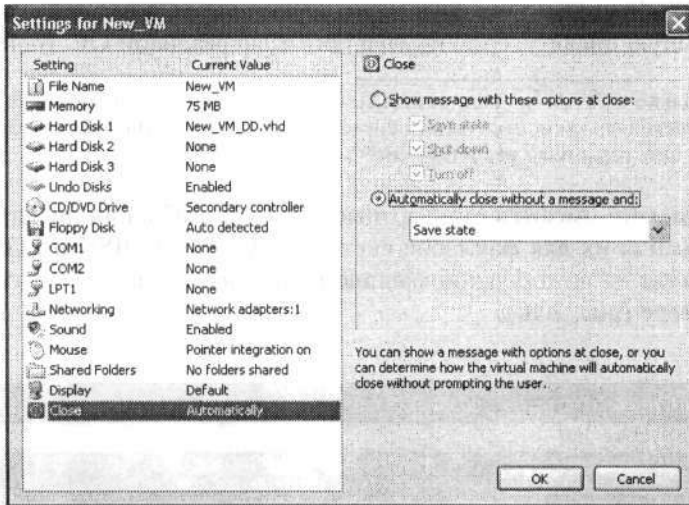 Settings for New_VM
Setting Current Value
File Name New_VM
Memory 75 MB
Hard Disk 1 New_VM_DD.vhd
Hard Disk 2 None
Hard Disk 3 None
Undo Disks Enabled
CD/DVD Drive Secondary controller
Floppy Disk Auto detected
COM1 None
COM2 None
LPT1 None
Networking Network adapters:1
Sound Enabled
Mouse Pointer integration on
Shared Folders No folders shared
Display Default
Close Automatically
Close
Show message with these options at close:
Save state
Shut down
Turn off
Automatically close without a message and:
Save state
You can show a message with options at close, or you
can determine how the virtual machine will automatically
close without prompting the user.
OK Cancel